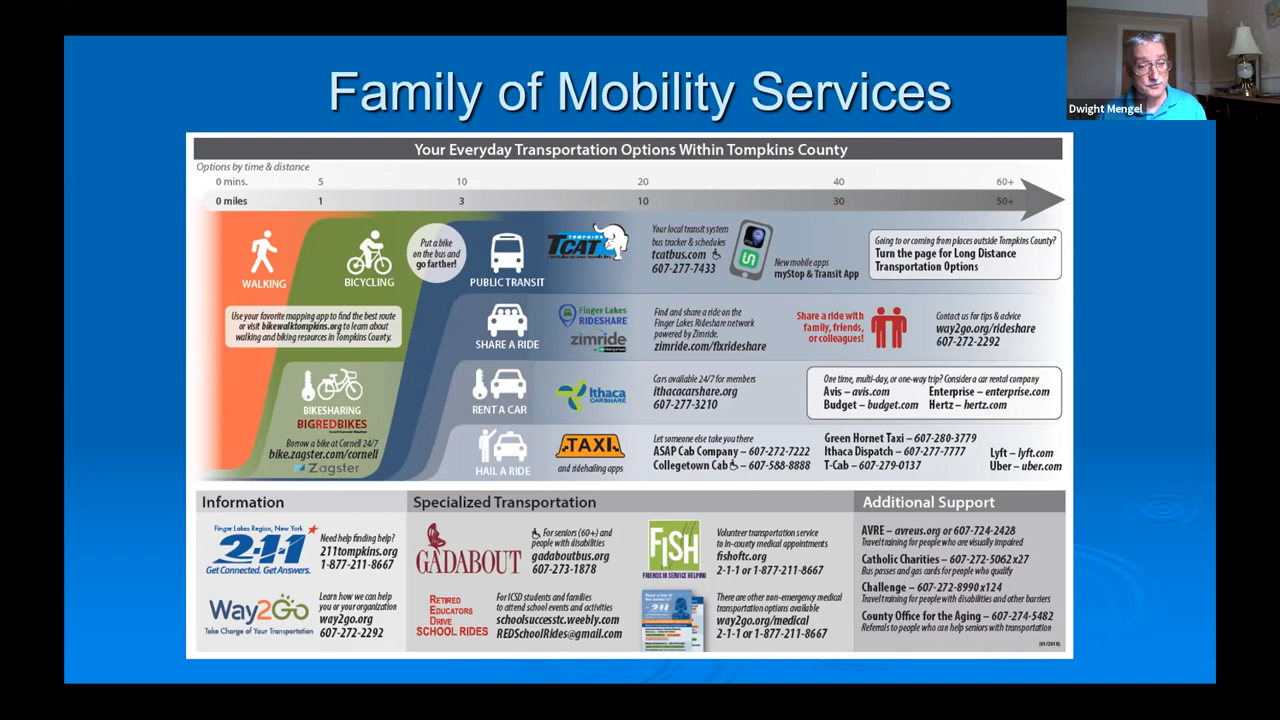 Family of Mobility Services
Dwight Mengel
Your Everyday Transportation Options Within Tompkins County
Options by time & distance
0 mins. 5 10 20 40 60+
0 miles 1 3 10 30 50+
WALKING
BICYCLING
Put a bike
on the bus and
go farther!
PUBLIC TRANSIT
TOMPKINS
TCAT
Your local transit system
bus tracker & schedules
tcatbus.com
607-277-7433
New mobile apps
myStop & Transit App
Going to or coming from places outside Tompkins County?
Turn the page for Long Distance
Transportation Options
Use your favorite mapping app to find the best route
or visit bikewalktompkins.org to learn about
walking and biking resources in Tompkins County.
SHARE A RIDE
Finger Lakes
RIDESHARE
zimride
Find and share a ride on the
Finger Lakes Rideshare network
powered by Zimride.
zimride.com/flxrideshare
Share a ride with
family, friends,
or colleagues!
Contact us for tips & advice
way2go.org/rideshare
607-272-2292
BIKESHARING
BIGREDBIKES
Borrow a bike at Cornell 24/7
bike.zagster.com/cornell
Zagster
RENT A CAR
Ithaca
CARSHARE
Cars available 24/7 for members
ithacacarshare.org
607-277-3210
One time, multi-day, or one-way trip? Consider a car rental company
Avis – avis.com Enterprise – enterprise.com
Budget – budget.com Hertz – hertz.com
HAIL A RIDE
TAXI
and ridehailing apps
Let someone else take you there
ASAP Cab Company – 607-272-7222
Collegetown Cab – 607-588-8888
Green Hornet Taxi – 607-280-3779
Ithaca Dispatch – 607-277-7777
T-Cab – 607-279-0137
Lyft – lyft.com
Uber – uber.com
Information
Finger Lakes Region, New York
2-1-1
Get Connected. Get Answers.
Need help finding help?
211tompkins.org
1-877-211-8667
Way2Go
Take Charge of Your Transportation
Learn how we can help
you or your organization
way2go.org
607-272-2292
Specialized Transportation
GADABOUT
For seniors (60+) and
people with disabilities
gadaboutbus.org
607-273-1878
RETIRED
EDUCATORS
DRIVE
SCHOOL RIDES
For ICSD students and families
to attend school events and activities
schoolsuccesstc.weebly.com
REDSchoolRides@gmail.com
FISH
FRIENDS IN SERVICE HELPING
Volunteer transportation service
to in-county medical appointments
fishoftc.org
2-1-1 or 1-877-211-8667
There are other non-emergency medical
transportation options available
way2go.org/medical
2-1-1 or 1-877-211-8667
Additional Support
AVRE – avreus.org or 607-724-2428
Travel training for people who are visually impaired
Catholic Charities – 607-272-5062 x27
Bus passes and gas cards for people who qualify
Challenge – 607-272-8990 x124
Travel training for people with disabilities and other barriers
County Office for the Aging – 607-274-5482
Referrals to people who can help seniors with transportation
(01/2018)